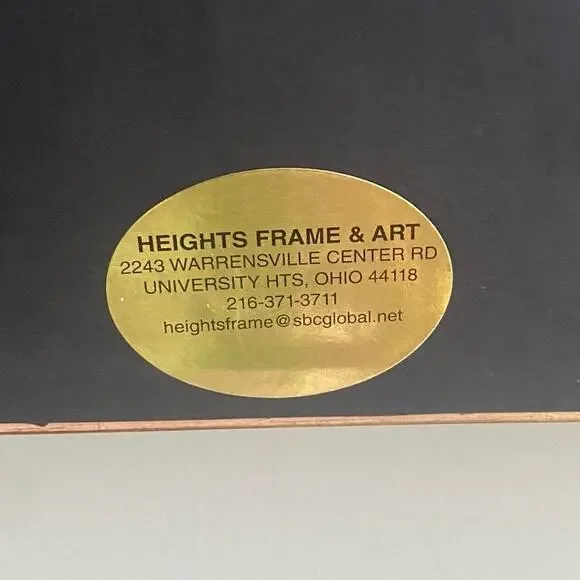 HEIGHTS FRAME & ART
2243 WARRENSVILLE CENTER RD
UNIVERSITY HTS, OHIO 44118
216-371-3711
heightsframe@sbcglobal.net